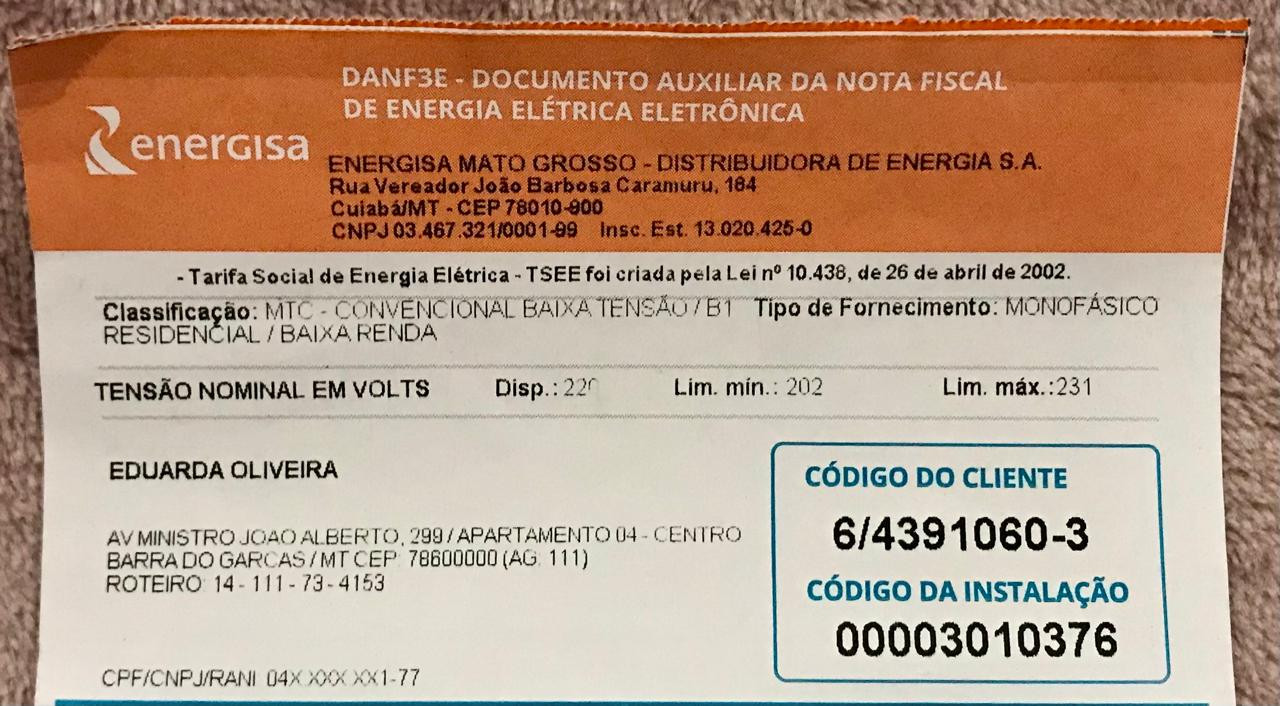 DANF3E - DOCUMENTO AUXILIAR DA NOTA FISCAL
DE ENERGIA ELÉTRICA ELETRÔNICA
energisa
ENERGISA MATO GROSSO - DISTRIBUIDORA DE ENERGIA S.A.
Rua Vereador João Barbosa Caramuru, 184
Cuiabá/MT - CEP 78010-900
CNPJ 03.467.321/0001-99 Insc. Est. 13.020.425-0
- Tarifa Social de Energia Elétrica - TSEE foi criada pela Lei nº 10.438, de 26 de abril de 2002.
Classificação: MTC - CONVENCIONAL BAIXA TENSÃO / B1 Tipo de Fornecimento: MONOFÁSICO
RESIDENCIAL / BAIXA RENDA
TENSÃO NOMINAL EM VOLTS Disp.: 220 Lim. mín.: 202 Lim. máx.:231
EDUARDA OLIVEIRA
AV MINISTRO JOAO ALBERTO, 299 / APARTAMENTO 04 - CENTRO
BARRA DO GARCAS / MT CEP: 78600000 (AG: 111)
ROTEIRO: 14 - 111 - 73 - 4153
CPF/CNPJ/RANI: 04X.XXX.XX1-77
CÓDIGO DO CLIENTE
6/4391060-3
CÓDIGO DA INSTALAÇÃO
00003010376